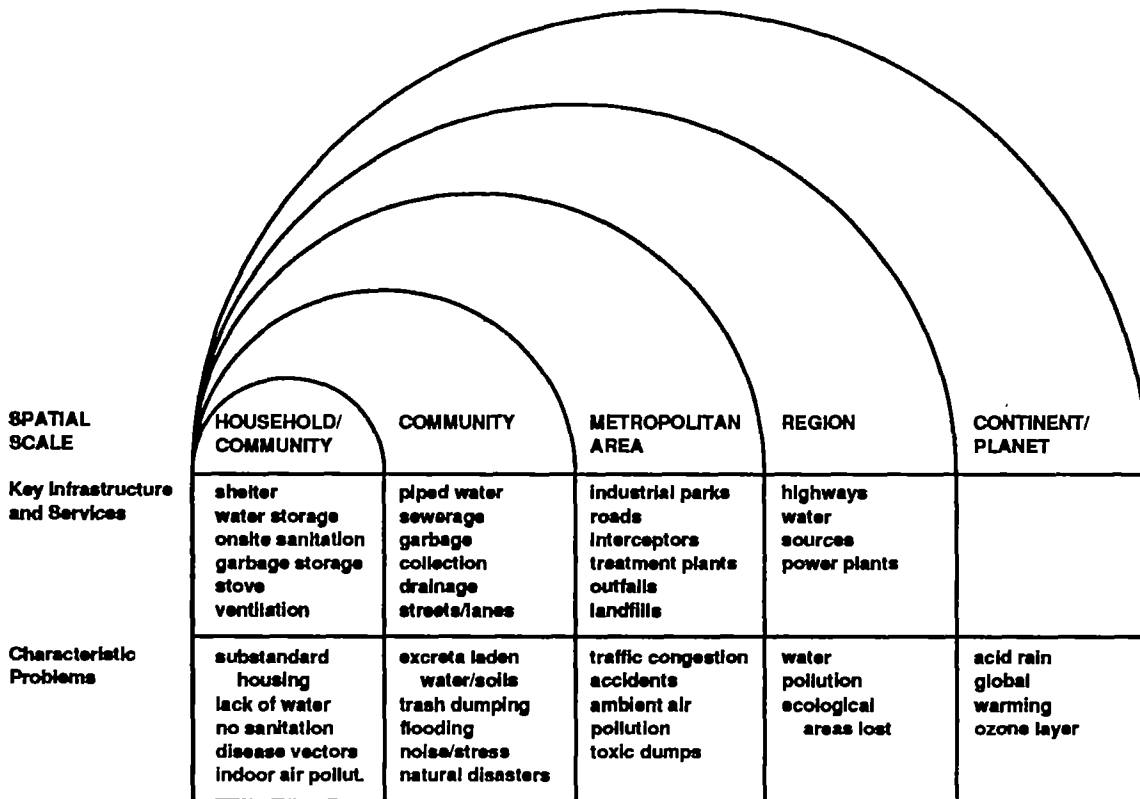 SPATIAL
SCALE
HOUSEHOLD/
COMMUNITY
COMMUNITY
METROPOLITAN
AREA
REGION
CONTINENT/
PLANET
Key Infrastructure
and Services
shelter
water storage
onsite sanitation
garbage storage
stove
ventilation
piped water
sewerage
garbage
collection
drainage
streets/lanes
industrial parks
roads
interceptors
treatment plants
outfalls
landfills
highways
water
sources
power plants
Characteristic
Problems
substandard
housing
lack of water
no sanitation
disease vectors
indoor air pollut.
excreta laden
water/soils
trash dumping
flooding
noise/stress
natural disasters
traffic congestion
accidents
ambient air
pollution
toxic dumps
water
pollution
ecological
areas lost
acid rain
global
warming
ozone layer